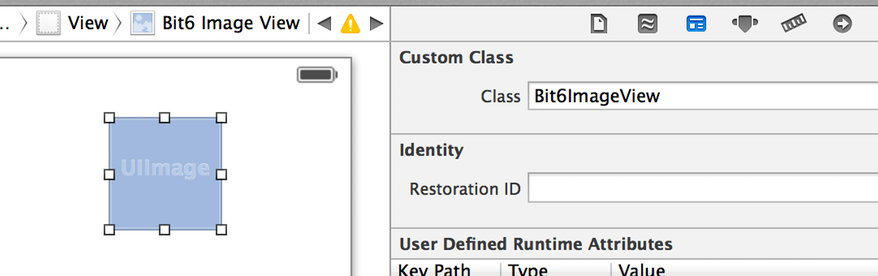 ... View Bit6 Image View
Custom Class
Class Bit6ImageView
UIImage
Identity
Restoration ID
User Defined Runtime Attributes
Key Path Type Value